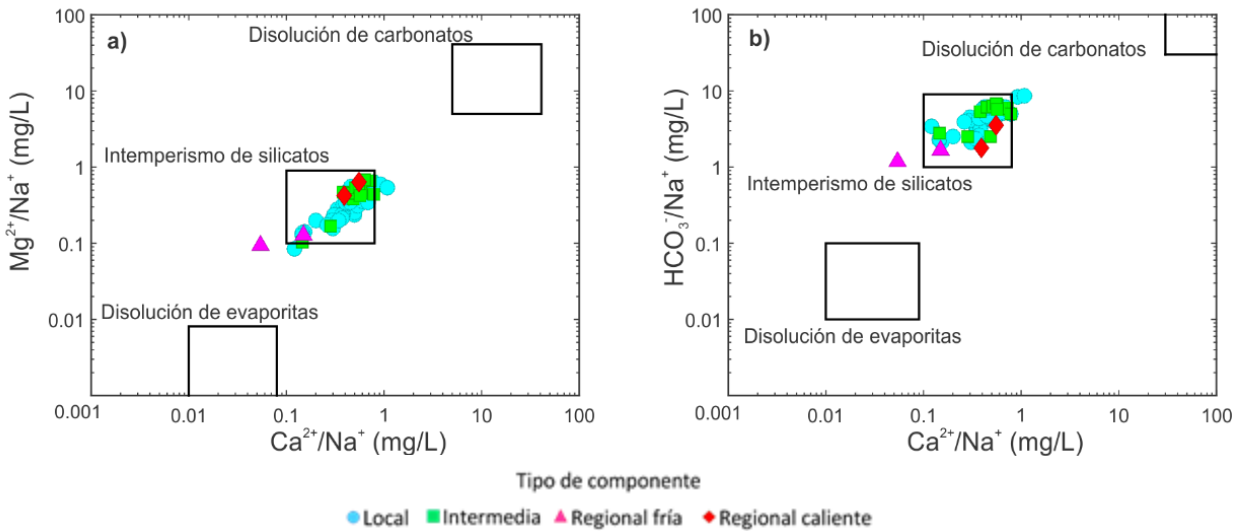 a)
Disolución de carbonatos
Intemperismo de silicatos
Disolución de evaporitas
Mg²⁺/Na⁺ (mg/L)
100
10
1
0.1
0.01
0.001
0.01
0.1
1
10
100
Ca²⁺/Na⁺ (mg/L)
b)
Disolución de carbonatos
Intemperismo de silicatos
Disolución de evaporitas
HCO₃⁻/Na⁺ (mg/L)
100
10
1
0.1
0.01
0.001
0.01
0.1
1
10
100
Ca²⁺/Na⁺ (mg/L)
Tipo de componente
Local Intermedia Regional fría Regional caliente